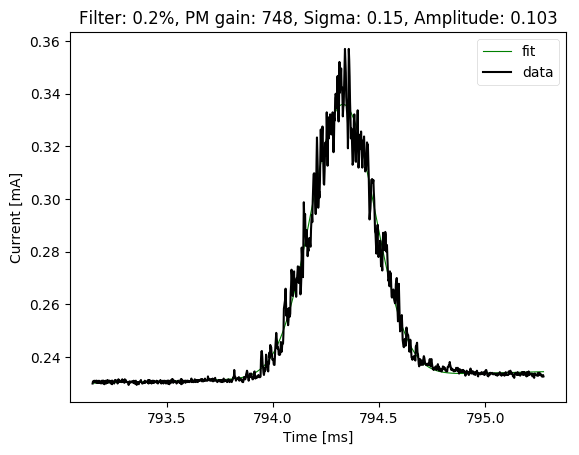 Filter: 0.2%, PM gain: 748, Sigma: 0.15, Amplitude: 0.103
fit
data
Current [mA]
0.36
0.34
0.32
0.30
0.28
0.26
0.24
793.5 794.0 794.5 795.0
Time [ms]